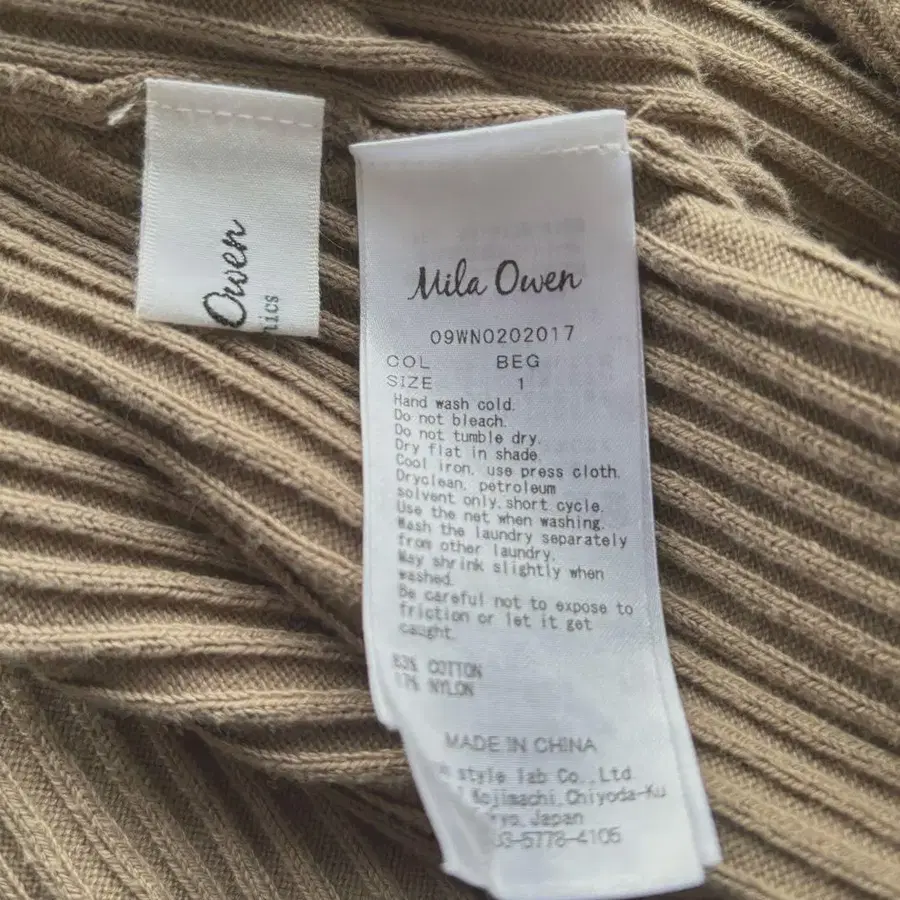 Owen
nics
Mila Owen
09WN0202017
COL BEG
SIZE 1
Hand wash cold.
Do not bleach.
Do not tumble dry.
Dry flat in shade.
Cool iron, use press cloth.
Dryclean, petroleum
solvent only, short cycle.
Use the net when washing.
Wash the laundry separately
from other laundry.
May shrink slightly when
washed.
Be careful not to expose to
friction or let it get
caught.
83% COTTON
17% NYLON
MADE IN CHINA
style lab Co., Ltd
Kojimachi, Chiyoda-Ku
yo, Japan
03-5778-4105